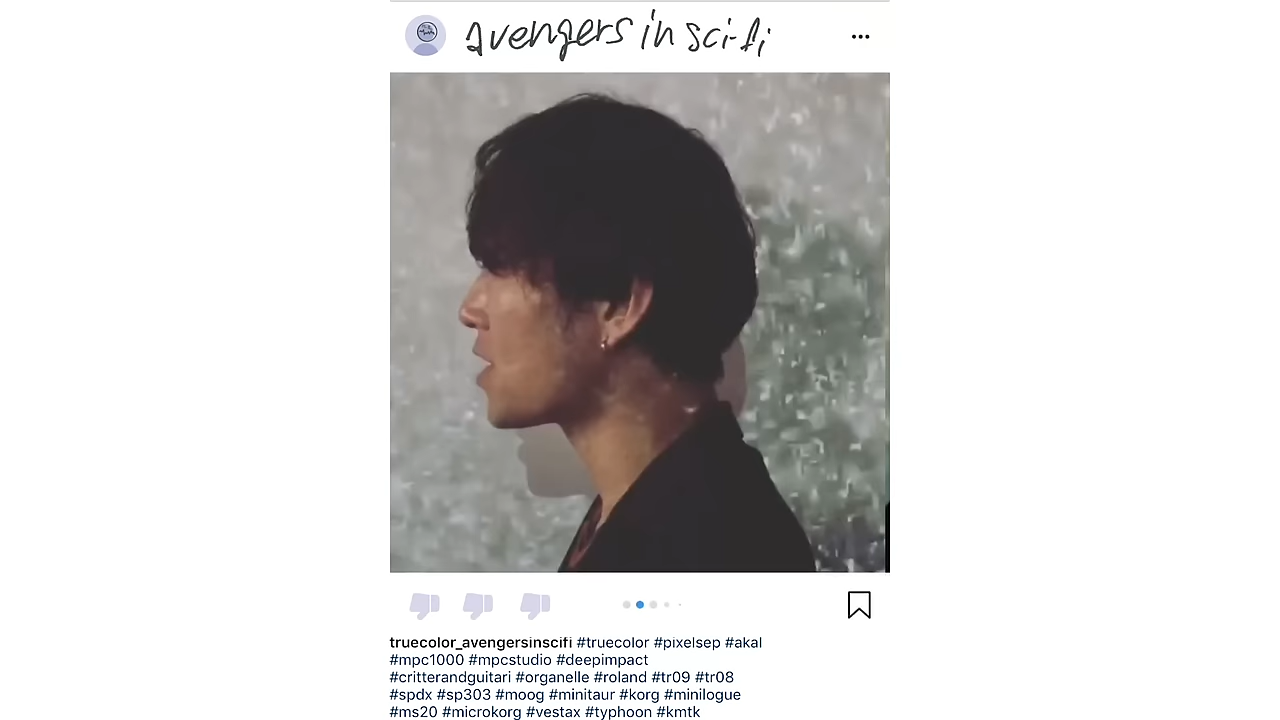 avengers in sci-fi
truecolor_avengersinscifi #truecolor #pixelsep #akal
#mpc1000 #mpcstudio #deepimpact
#critterandguitari #organelle #roland #tr09 #tr08
#spdx #sp303 #moog #minitaur #korg #minilogue
#ms20 #microkorg #vestax #typhoon #kmtk